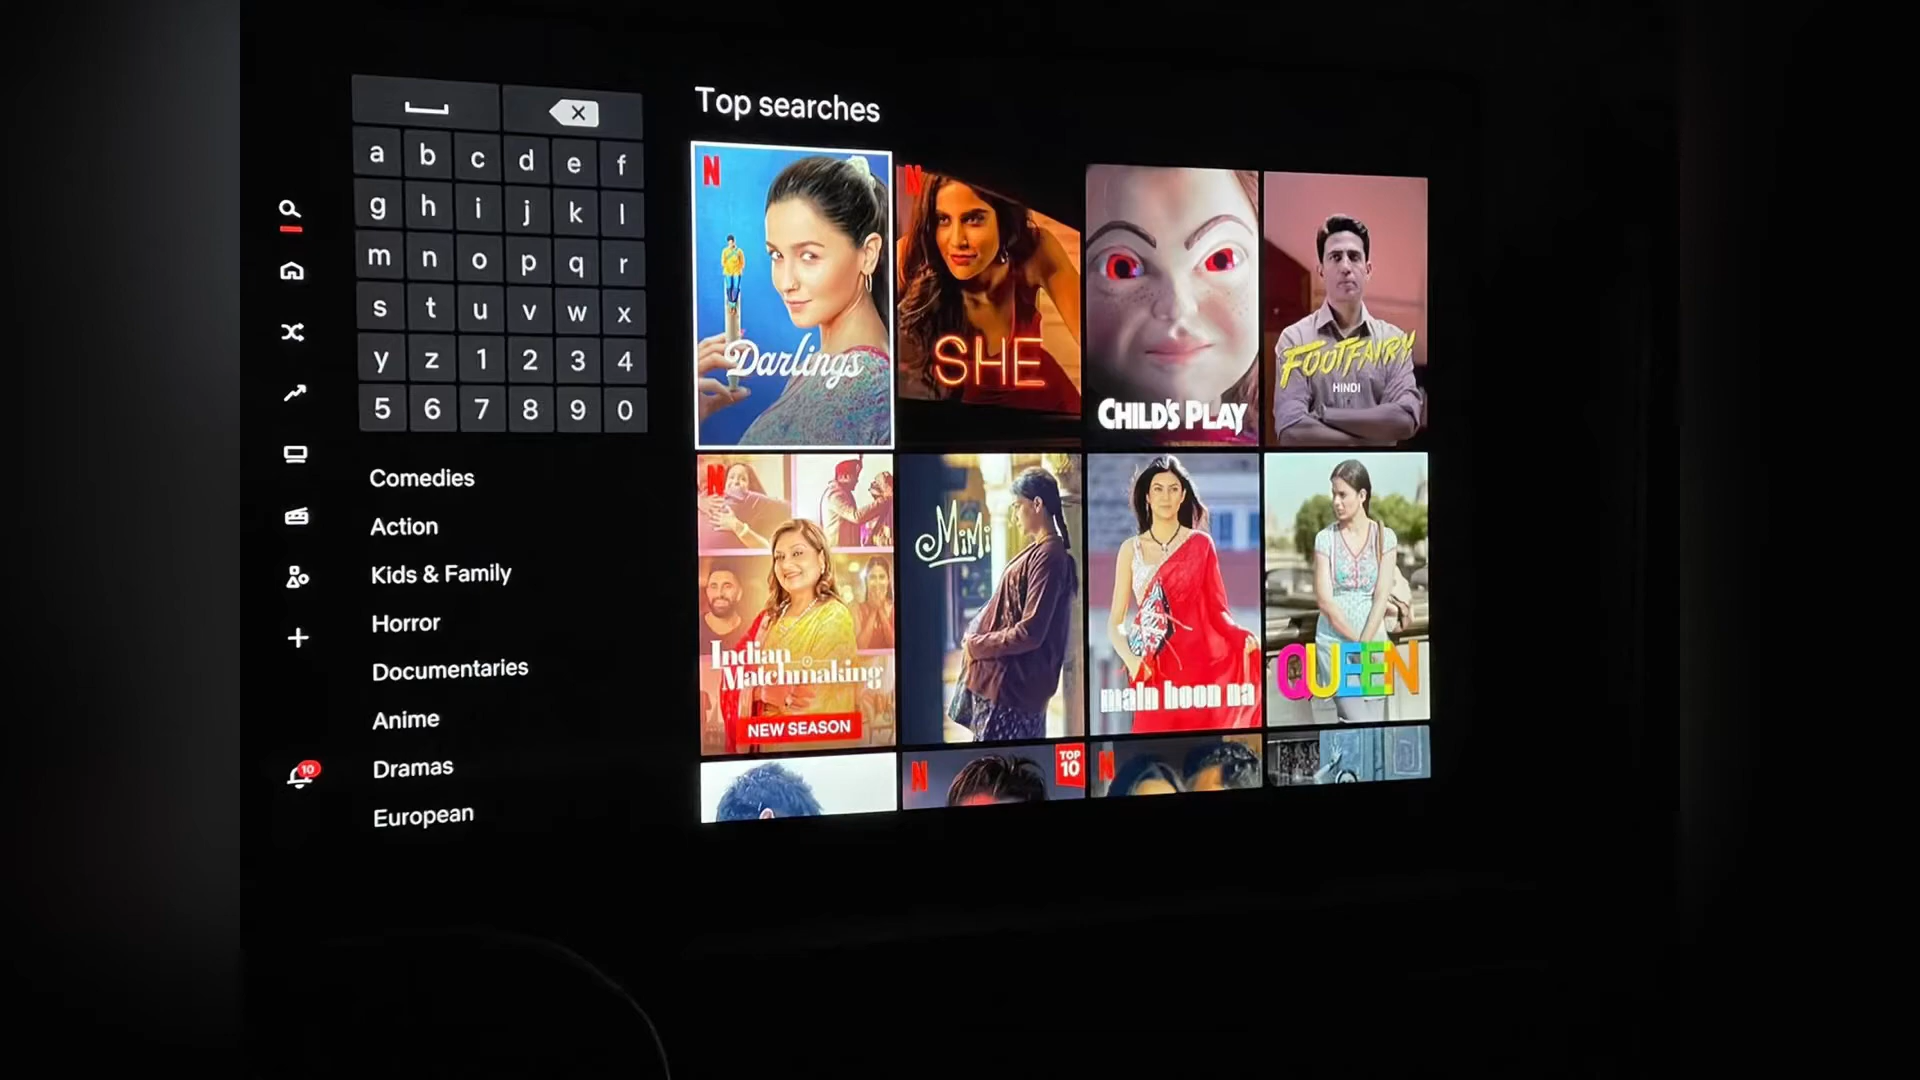 Top searches
a b c d e f
g h i j k l
m n o p q r
s t u v w x
y z 1 2 3 4
5 6 7 8 9 0
Comedies
Action
Kids & Family
Horror
Documentaries
Anime
Dramas
European
10
N
Darlings
N
SHE
CHILD'S PLAY
FOOTFAIRY
HINDI
N
Indian
Matchmaking
NEW SEASON
MiMi
main hoon na
QUEEN
N
TOP
10
N